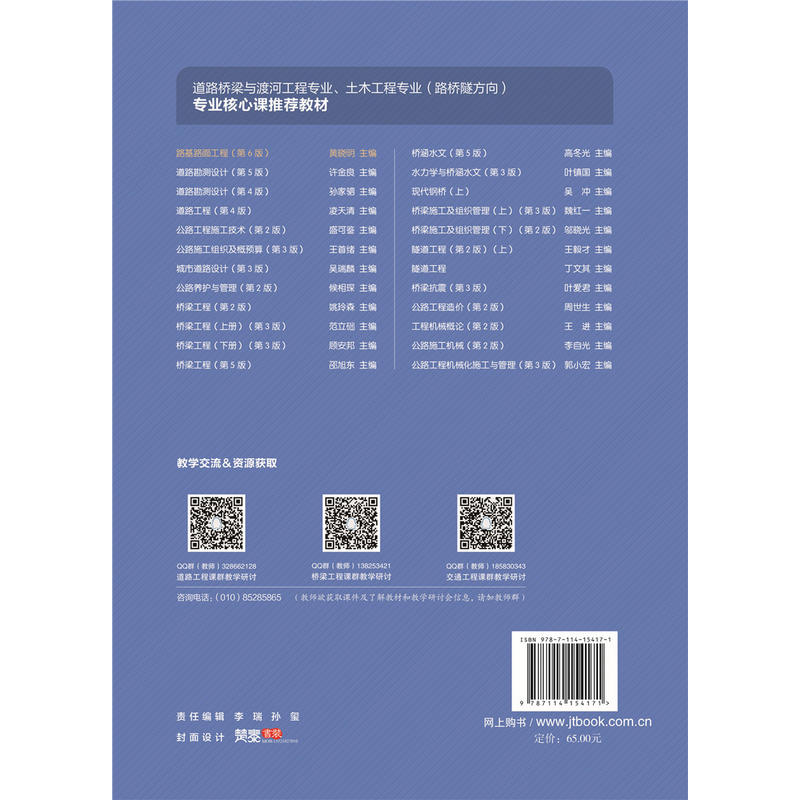 道路桥梁与渡河工程专业、土木工程专业（路桥隧方向）
专业核心课推荐教材
路基路面工程（第6版） 黄晓明 主编
道路勘测设计（第5版） 许金良 主编
道路勘测设计（第4版） 孙家驷 主编
道路工程（第4版） 凌天清 主编
公路工程施工技术（第2版） 盛可鉴 主编
公路施工组织及概预算（第3版） 王首绪 主编
城市道路设计（第3版） 吴瑞麟 主编
公路养护与管理（第2版） 候相琛 主编
桥梁工程（第2版） 姚玲森 主编
桥梁工程（上册）（第3版） 范立础 主编
桥梁工程（下册）（第3版） 顾安邦 主编
桥梁工程（第5版） 邵旭东 主编
桥涵水文（第5版） 高冬光 主编
水力学与桥涵水文（第3版） 叶镇国 主编
现代钢桥（上） 吴 冲 主编
桥梁施工及组织管理（上）（第3版） 魏红一 主编
桥梁施工及组织管理（下）（第2版） 邬晓光 主编
隧道工程（第2版）（上） 王毅才 主编
隧道工程 丁文其 主编
桥梁抗震（第3版） 叶爱君 主编
公路工程造价（第2版） 周世生 主编
工程机械概论（第2版） 王 进 主编
公路施工机械（第2版） 李自光 主编
公路工程机械化施工与管理（第3版） 郭小宏 主编
教学交流＆资源获取
QQ群（教师）328662128
道路工程课群教学研讨
QQ群（教师）138253421
桥梁工程课群教学研讨
QQ群（教师）185830343
交通工程课群教学研讨
咨询电话：（010）85285865 （教师欲获取课件及了解教材和教学研讨会信息，请加教师群）
ISBN 978-7-114-15417-1
9 787114 154171 >
网上购书 / www.jtbook.com.cn
定价：65.00元
责任编辑 李 瑞 孙 玺
封面设计 楚泰書裝